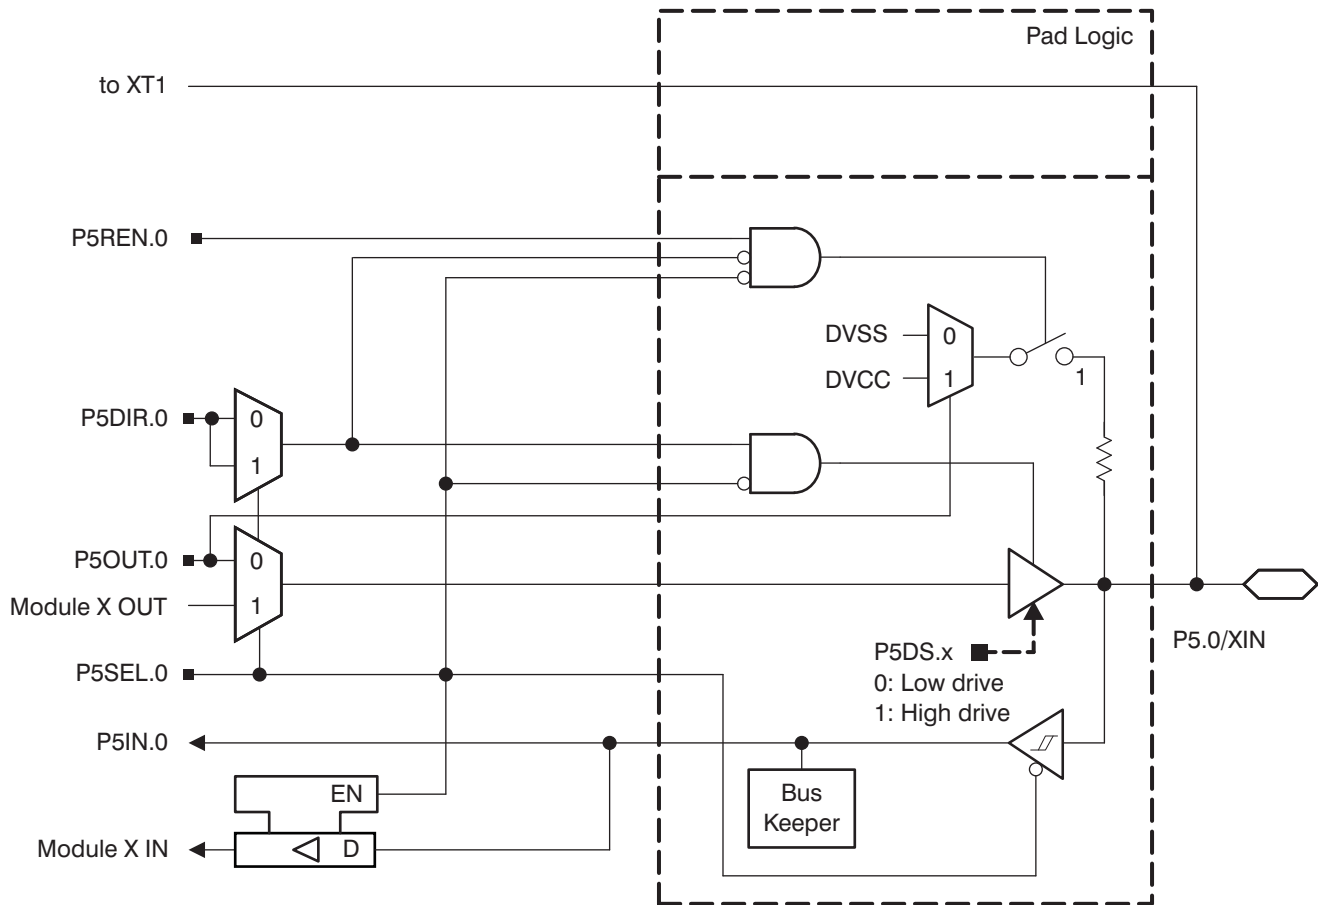 Pad Logic
to XT1
P5REN.0
DVSS
0
DVCC
1
1
P5DIR.0
0
1
P5OUT.0
0
Module X OUT
1
P5SEL.0
P5DS.x
0: Low drive
1: High drive
P5.0/XIN
P5IN.0
EN
Bus
Keeper
Module X IN
D